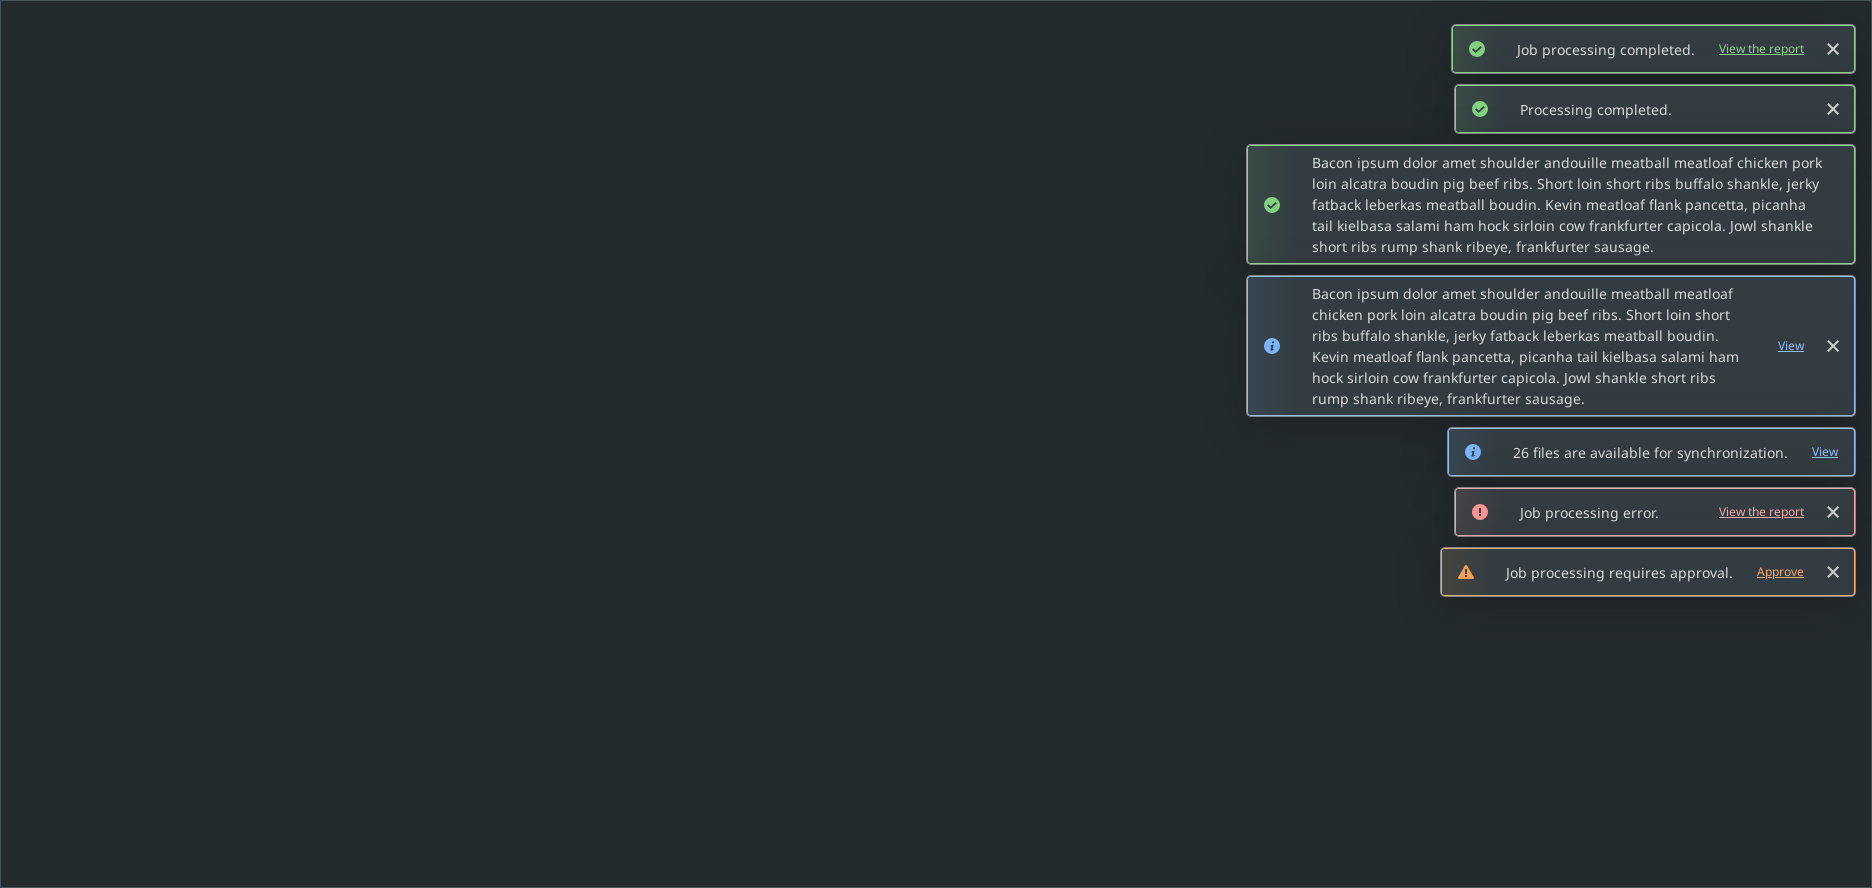 Job processing completed. View the report
Processing completed.
Bacon ipsum dolor amet shoulder andouille meatball meatloaf chicken pork
loin alcatra boudin pig beef ribs. Short loin short ribs buffalo shankle, jerky
fatback leberkas meatball boudin. Kevin meatloaf flank pancetta, picanha
tail kielbasa salami ham hock sirloin cow frankfurter capicola. Jowl shankle
short ribs rump shank ribeye, frankfurter sausage.
Bacon ipsum dolor amet shoulder andouille meatball meatloaf
chicken pork loin alcatra boudin pig beef ribs. Short loin short
ribs buffalo shankle, jerky fatback leberkas meatball boudin.
Kevin meatloaf flank pancetta, picanha tail kielbasa salami ham
hock sirloin cow frankfurter capicola. Jowl shankle short ribs
rump shank ribeye, frankfurter sausage.
View
26 files are available for synchronization. View
Job processing error. View the report
Job processing requires approval. Approve